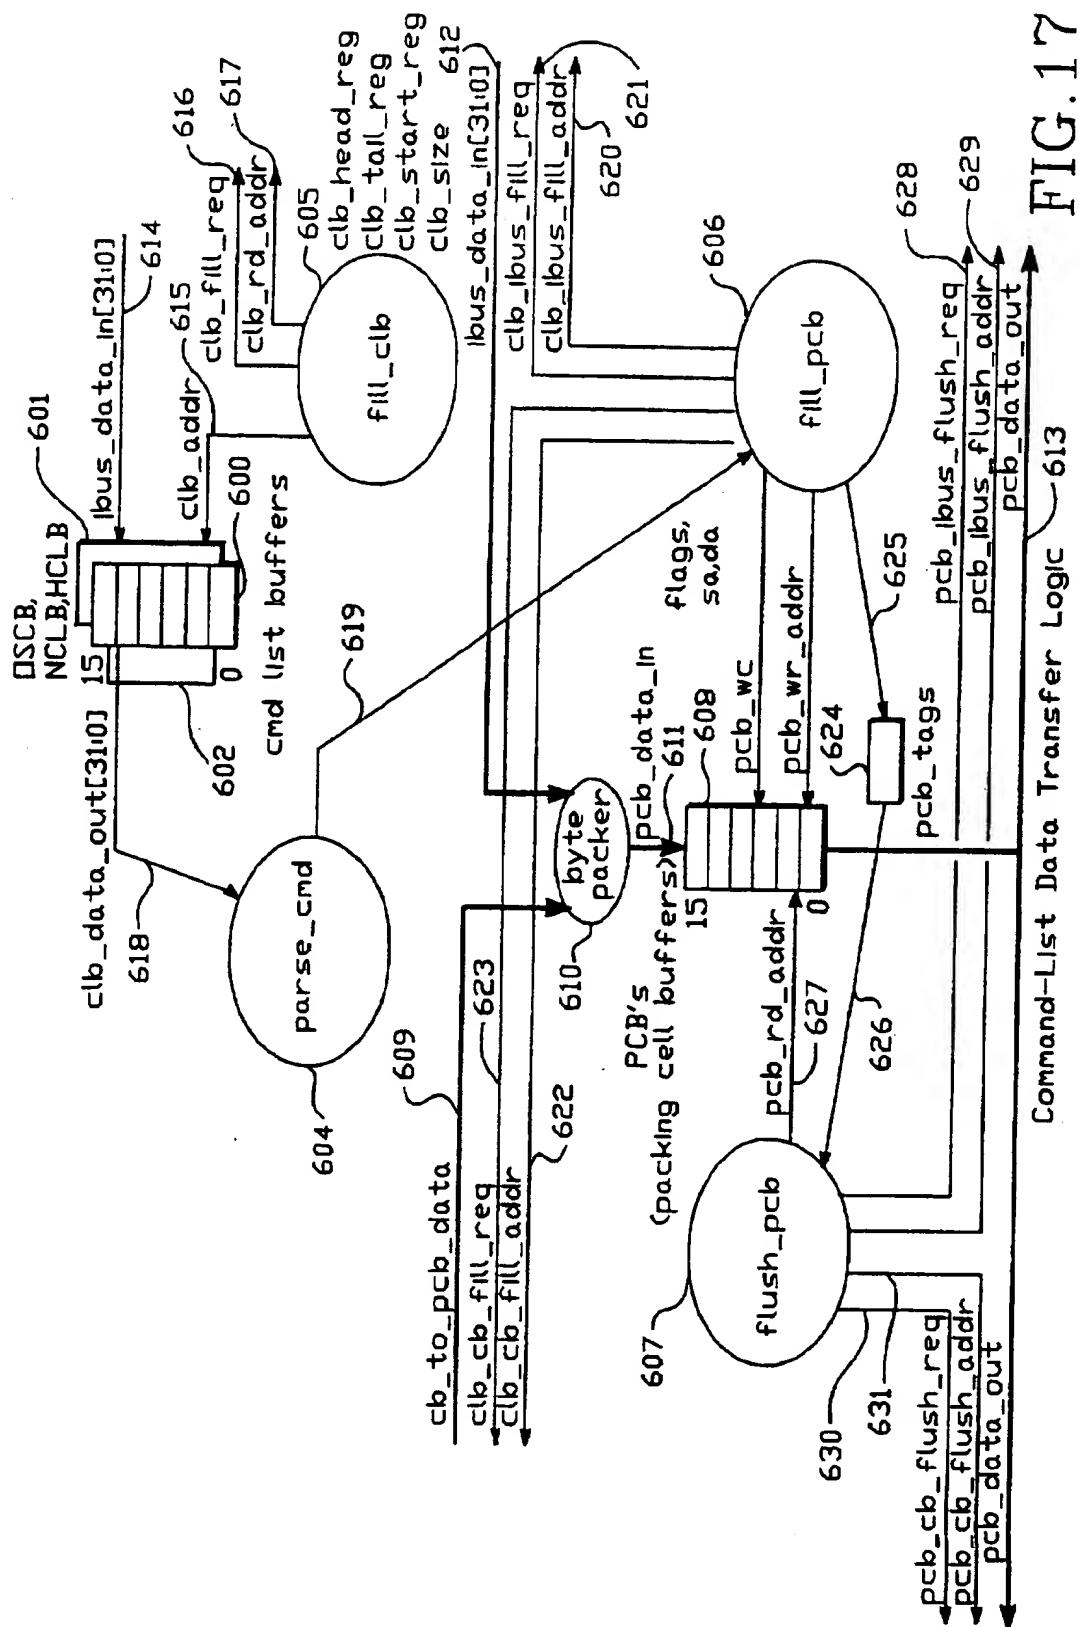 OSCB,
NCLB,HCLB
601
15
0
600
602
cmd list buffers
lbus_data_in[31:0]
614
clb_addr
615
clb_fill_req
616
clb_rd_addr
617
605
fill_clb
clb_head_reg
clb_tail_reg
clb_start_reg
clb_size
612
clb_data_out[31:0]
618
parse_cmd
604
619
lbus_data_in[31:0]
clb_lbus_fill_req
clb_lbus_fill_addr
621
620
609
cb_to_pcb_data
clb_cb_fill_req
clb_cb_fill_addr
623
622
byte
packer
610
pcb_data_in
611
608
PCB's
(packing cell buffers)
15
0
flags,
sa,da
pcb_wc
pcb_wr_addr
fill_pcb
606
625
624
pcb_tags
626
pcb_rd_addr
627
flush_pcb
607
630
631
pcb_cb_flush_req
pcb_cb_flush_addr
pcb_data_out
pcb_lbus_flush_req
628
pcb_lbus_flush_addr
629
pcb_data_out
613
Command-List Data Transfer Logic
FIG.17